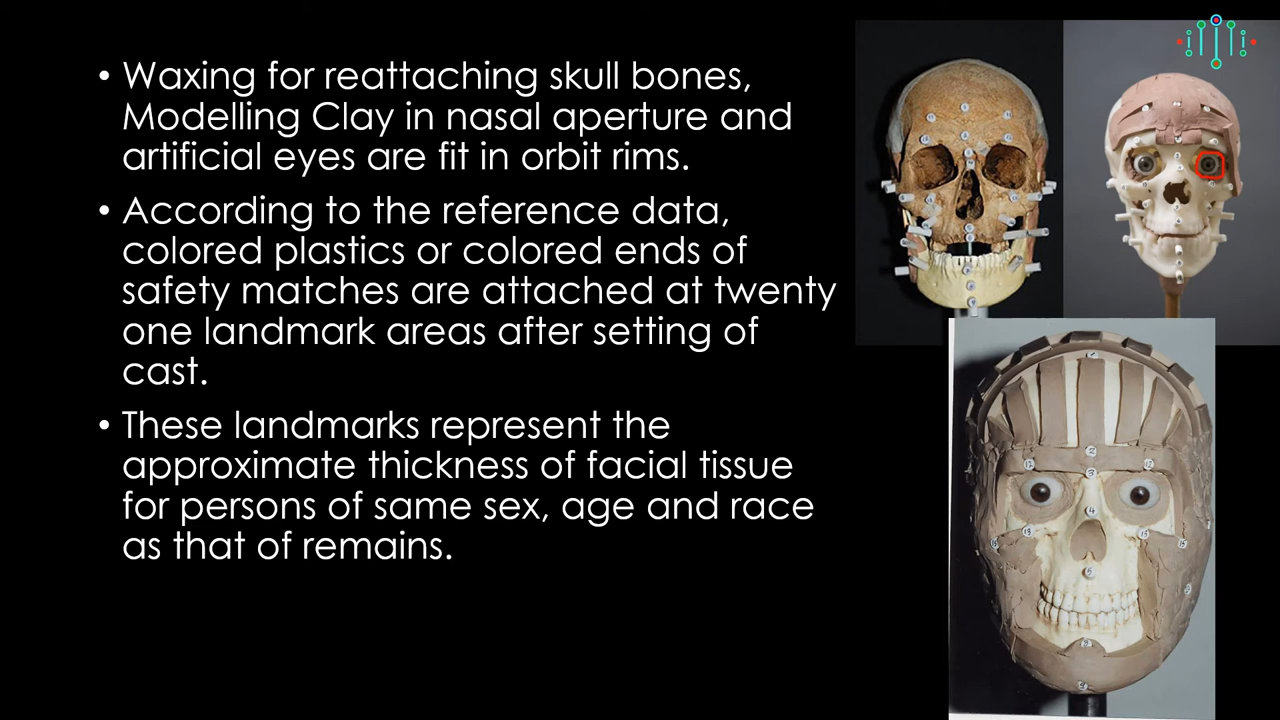 • Waxing for reattaching skull bones,
Modelling Clay in nasal aperture and
artificial eyes are fit in orbit rims.
• According to the reference data,
colored plastics or colored ends of
safety matches are attached at twenty
one landmark areas after setting of
cast.
• These landmarks represent the
approximate thickness of facial tissue
for persons of same sex, age and race
as that of remains.